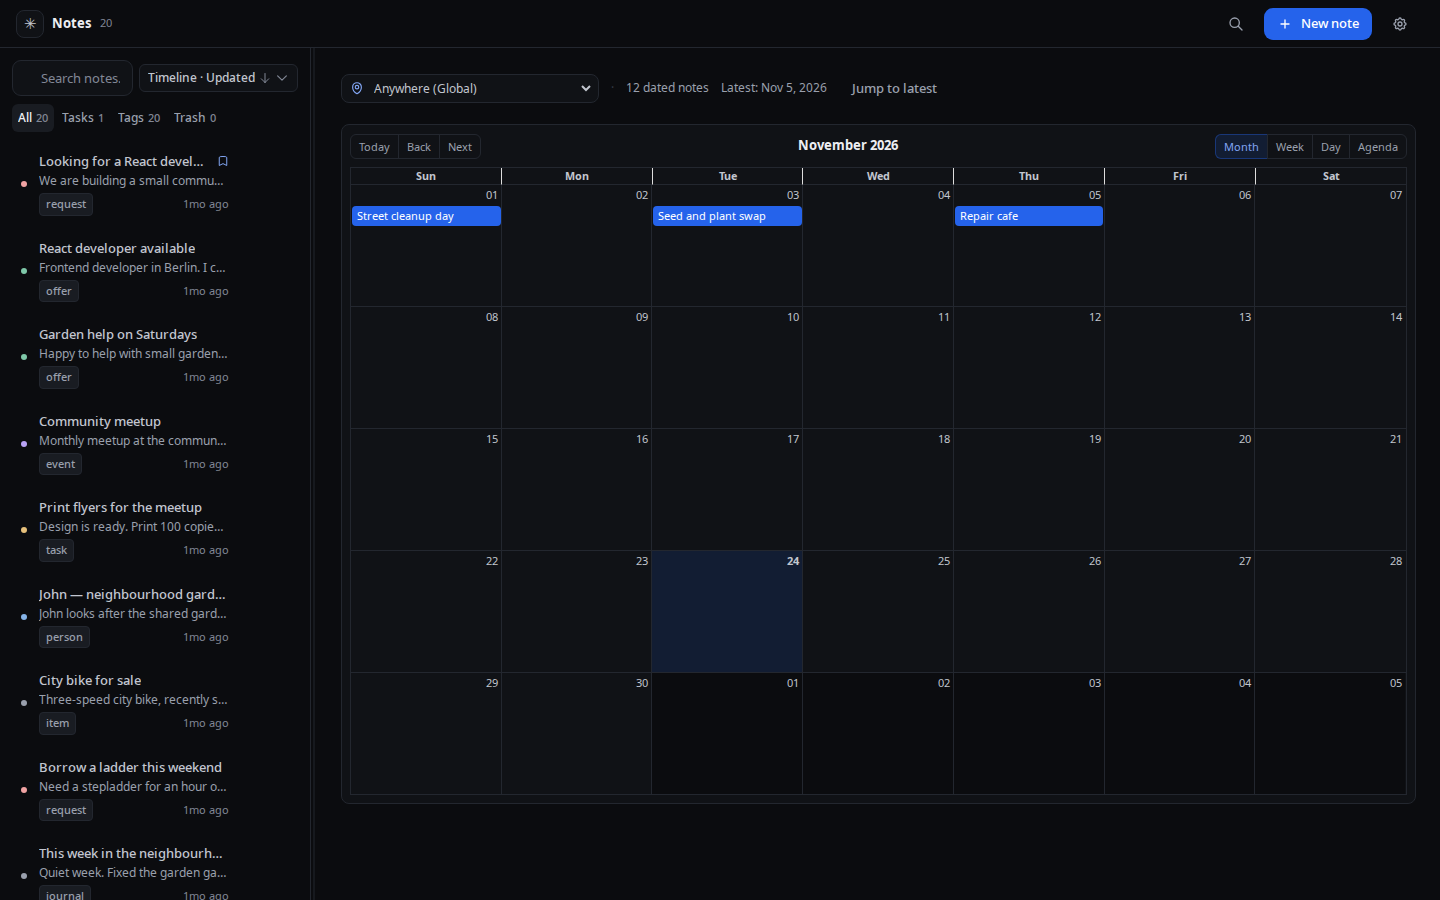 Notes 20
New note
Search notes.
Timeline · Updated ↓
All 20 Tasks 1 Tags 20 Trash 0
Looking for a React devel...
We are building a small commu...
request 1mo ago
React developer available
Frontend developer in Berlin. I c...
offer 1mo ago
Garden help on Saturdays
Happy to help with small garden...
offer 1mo ago
Community meetup
Monthly meetup at the commun...
event 1mo ago
Print flyers for the meetup
Design is ready. Print 100 copie...
task 1mo ago
John — neighbourhood gard...
John looks after the shared gard...
person 1mo ago
City bike for sale
Three-speed city bike, recently s...
item 1mo ago
Borrow a ladder this weekend
Need a stepladder for an hour o...
request 1mo ago
This week in the neighbourh...
Quiet week. Fixed the garden ga...
journal 1mo ago
Anywhere (Global) · 12 dated notes Latest: Nov 5, 2026 Jump to latest
Today Back Next November 2026 Month Week Day Agenda
Sun Mon Tue Wed Thu Fri Sat
01 02 03 04 05 06 07
Street cleanup day Seed and plant swap Repair cafe
08 09 10 11 12 13 14
15 16 17 18 19 20 21
22 23 24 25 26 27 28
29 30 01 02 03 04 05